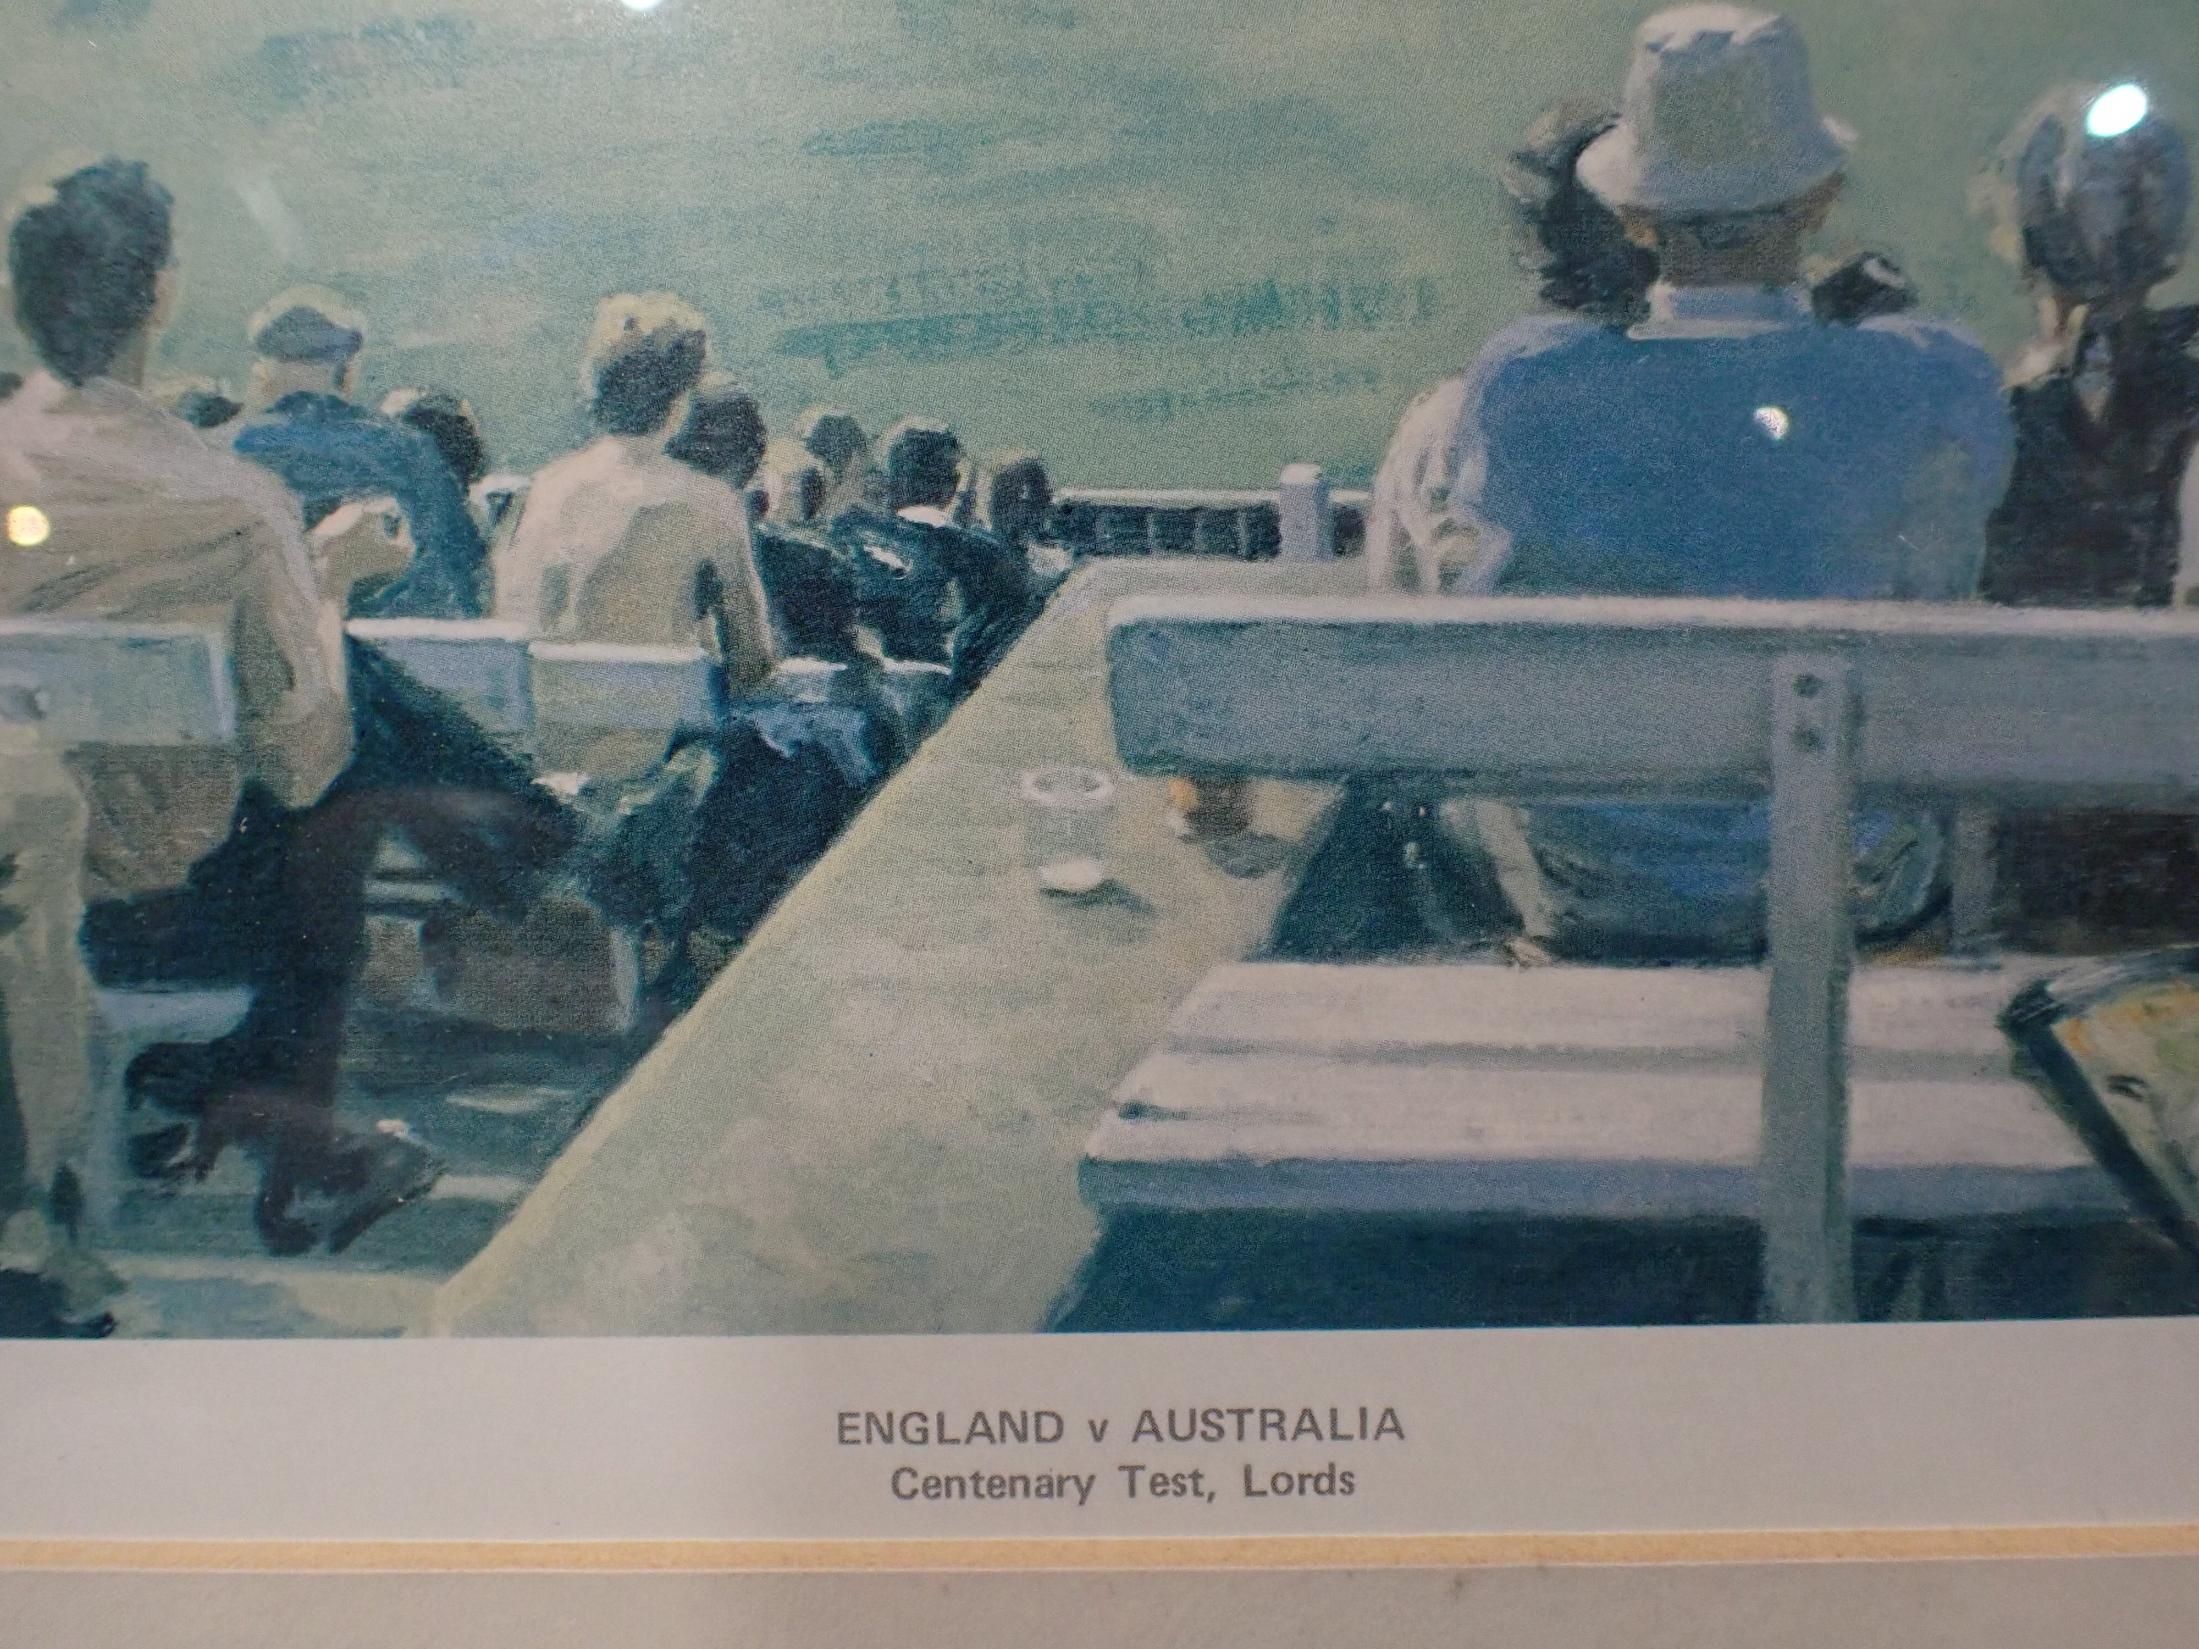 ENGLAND v AUSTRALIA
Centenary Test, Lords